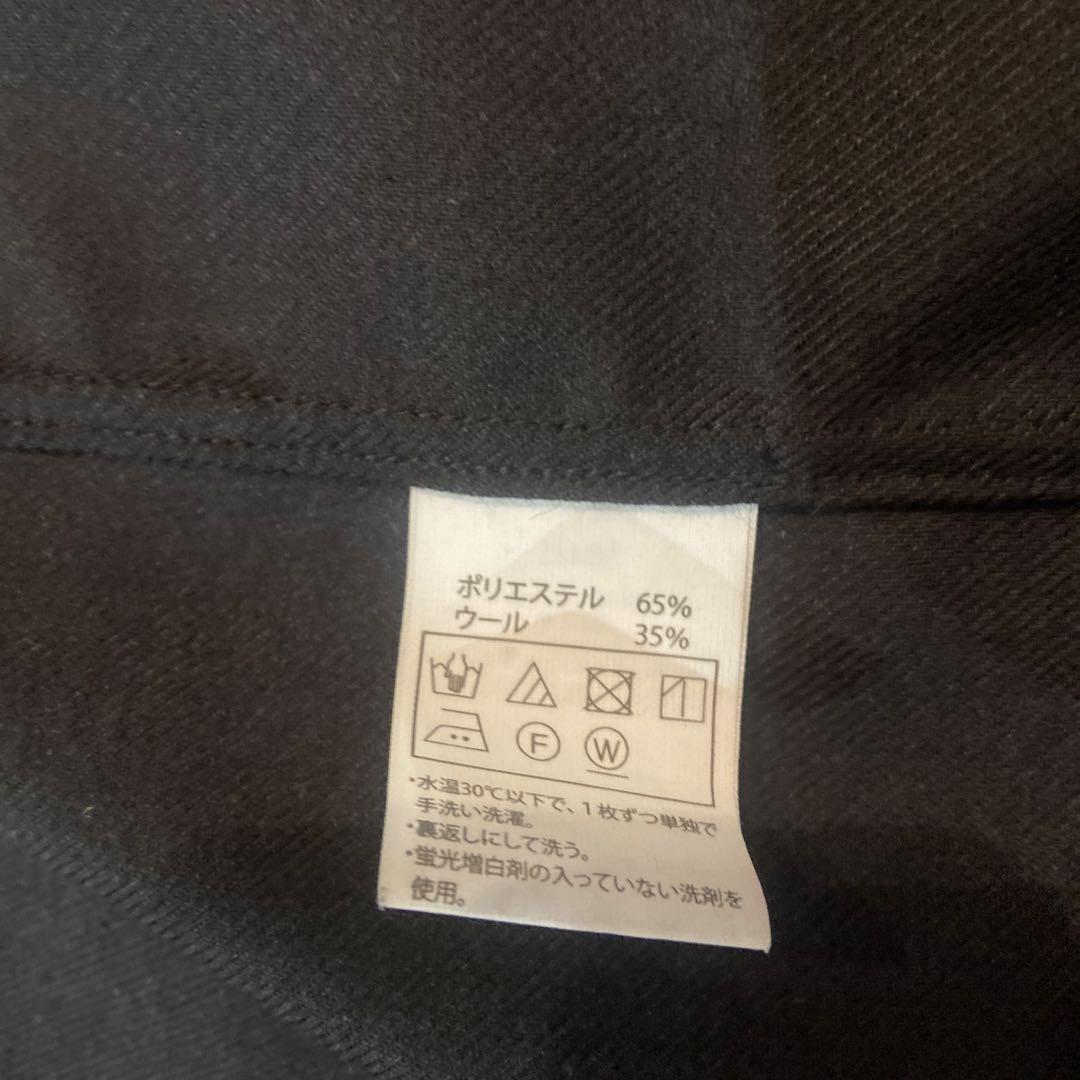 ポリエステル 65%
ウール 35%
F W
・水温30℃以下で、1枚ずつ単独で
手洗い洗濯。
・裏返しにして洗う。
・蛍光増白剤の入っていない洗剤を
使用。